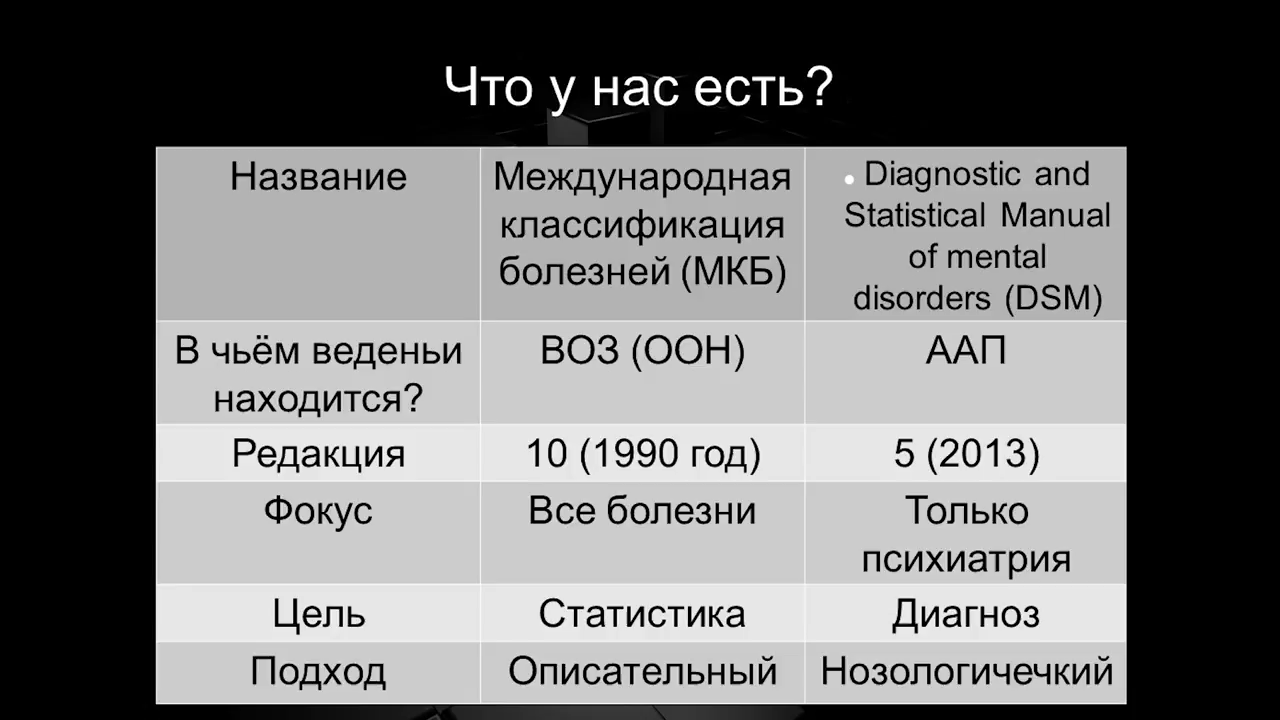 Что у нас есть?
Название
Международная
классификация
болезней (МКБ)
• Diagnostic and
Statistical Manual
of mental
disorders (DSM)
В чьём веденьи
находится?
ВОЗ (ООН)
ААП
Редакция
10 (1990 год)
5 (2013)
Фокус
Все болезни
Только
психиатрия
Цель
Статистика
Диагноз
Подход
Описательный
Нозологичечкий